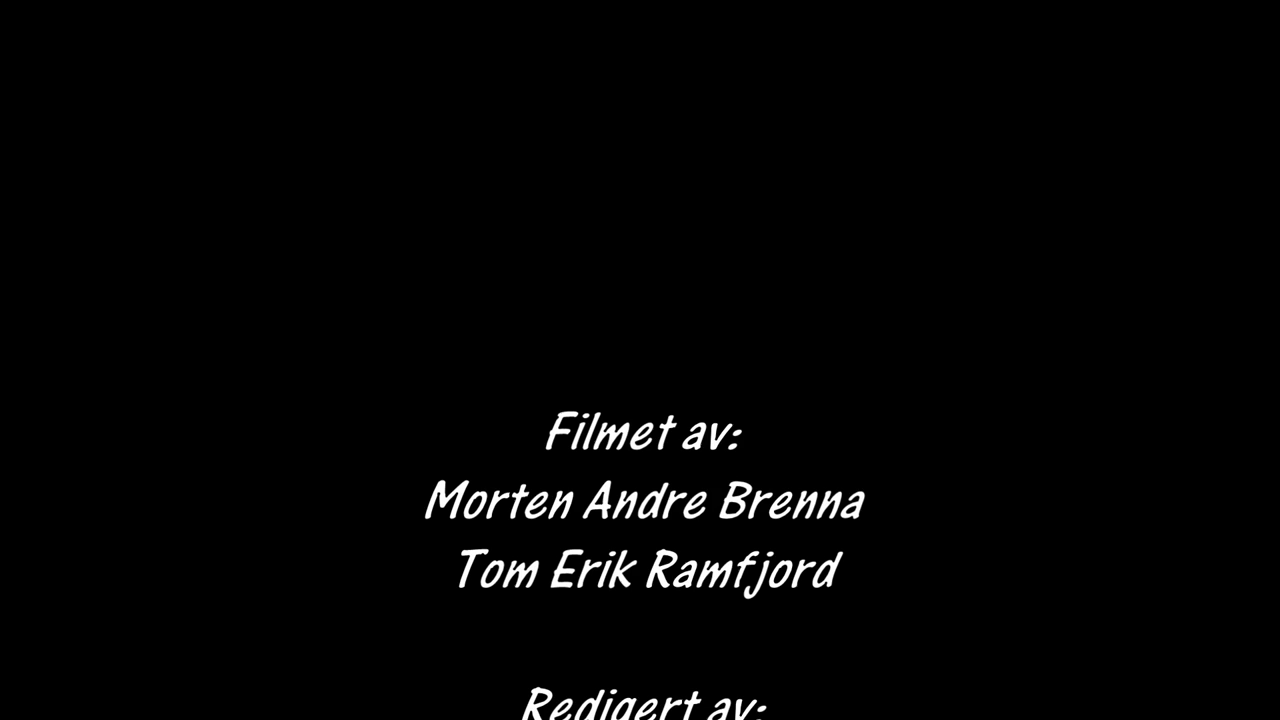 Filmet av:
Morten Andre Brenna
Tom Erik Ramfjord
Redigert av: